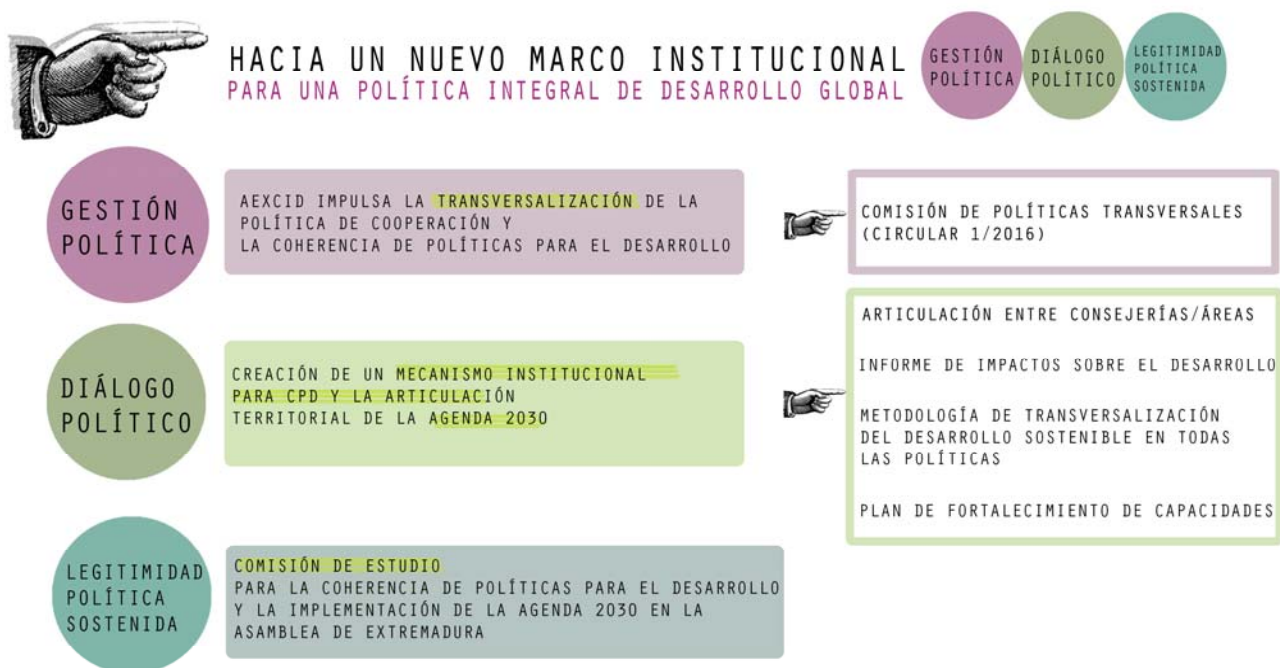 HACIA UN NUEVO MARCO INSTITUCIONAL
PARA UNA POLÍTICA INTEGRAL DE DESARROLLO GLOBAL
GESTIÓN
POLÍTICA
DIÁLOGO
POLÍTICO
LEGITIMIDAD
POLÍTICA
SOSTENIDA
GESTIÓN
POLÍTICA
AEXCID IMPULSA LA TRANSVERSALIZACIÓN DE LA
POLÍTICA DE COOPERACIÓN Y
LA COHERENCIA DE POLÍTICAS PARA EL DESARROLLO
COMISIÓN DE POLÍTICAS TRANSVERSALES
(CIRCULAR 1/2016)
DIÁLOGO
POLÍTICO
CREACIÓN DE UN MECANISMO INSTITUCIONAL
PARA CPD Y LA ARTICULACIÓN
TERRITORIAL DE LA AGENDA 2030
ARTICULACIÓN ENTRE CONSEJERÍAS/ÁREAS
INFORME DE IMPACTOS SOBRE EL DESARROLLO
METODOLOGÍA DE TRANSVERSALIZACIÓN
DEL DESARROLLO SOSTENIBLE EN TODAS
LAS POLÍTICAS
PLAN DE FORTALECIMIENTO DE CAPACIDADES
LEGITIMIDAD
POLÍTICA
SOSTENIDA
COMISIÓN DE ESTUDIO
PARA LA COHERENCIA DE POLÍTICAS PARA EL DESARROLLO
Y LA IMPLEMENTACIÓN DE LA AGENDA 2030 EN LA
ASAMBLEA DE EXTREMADURA